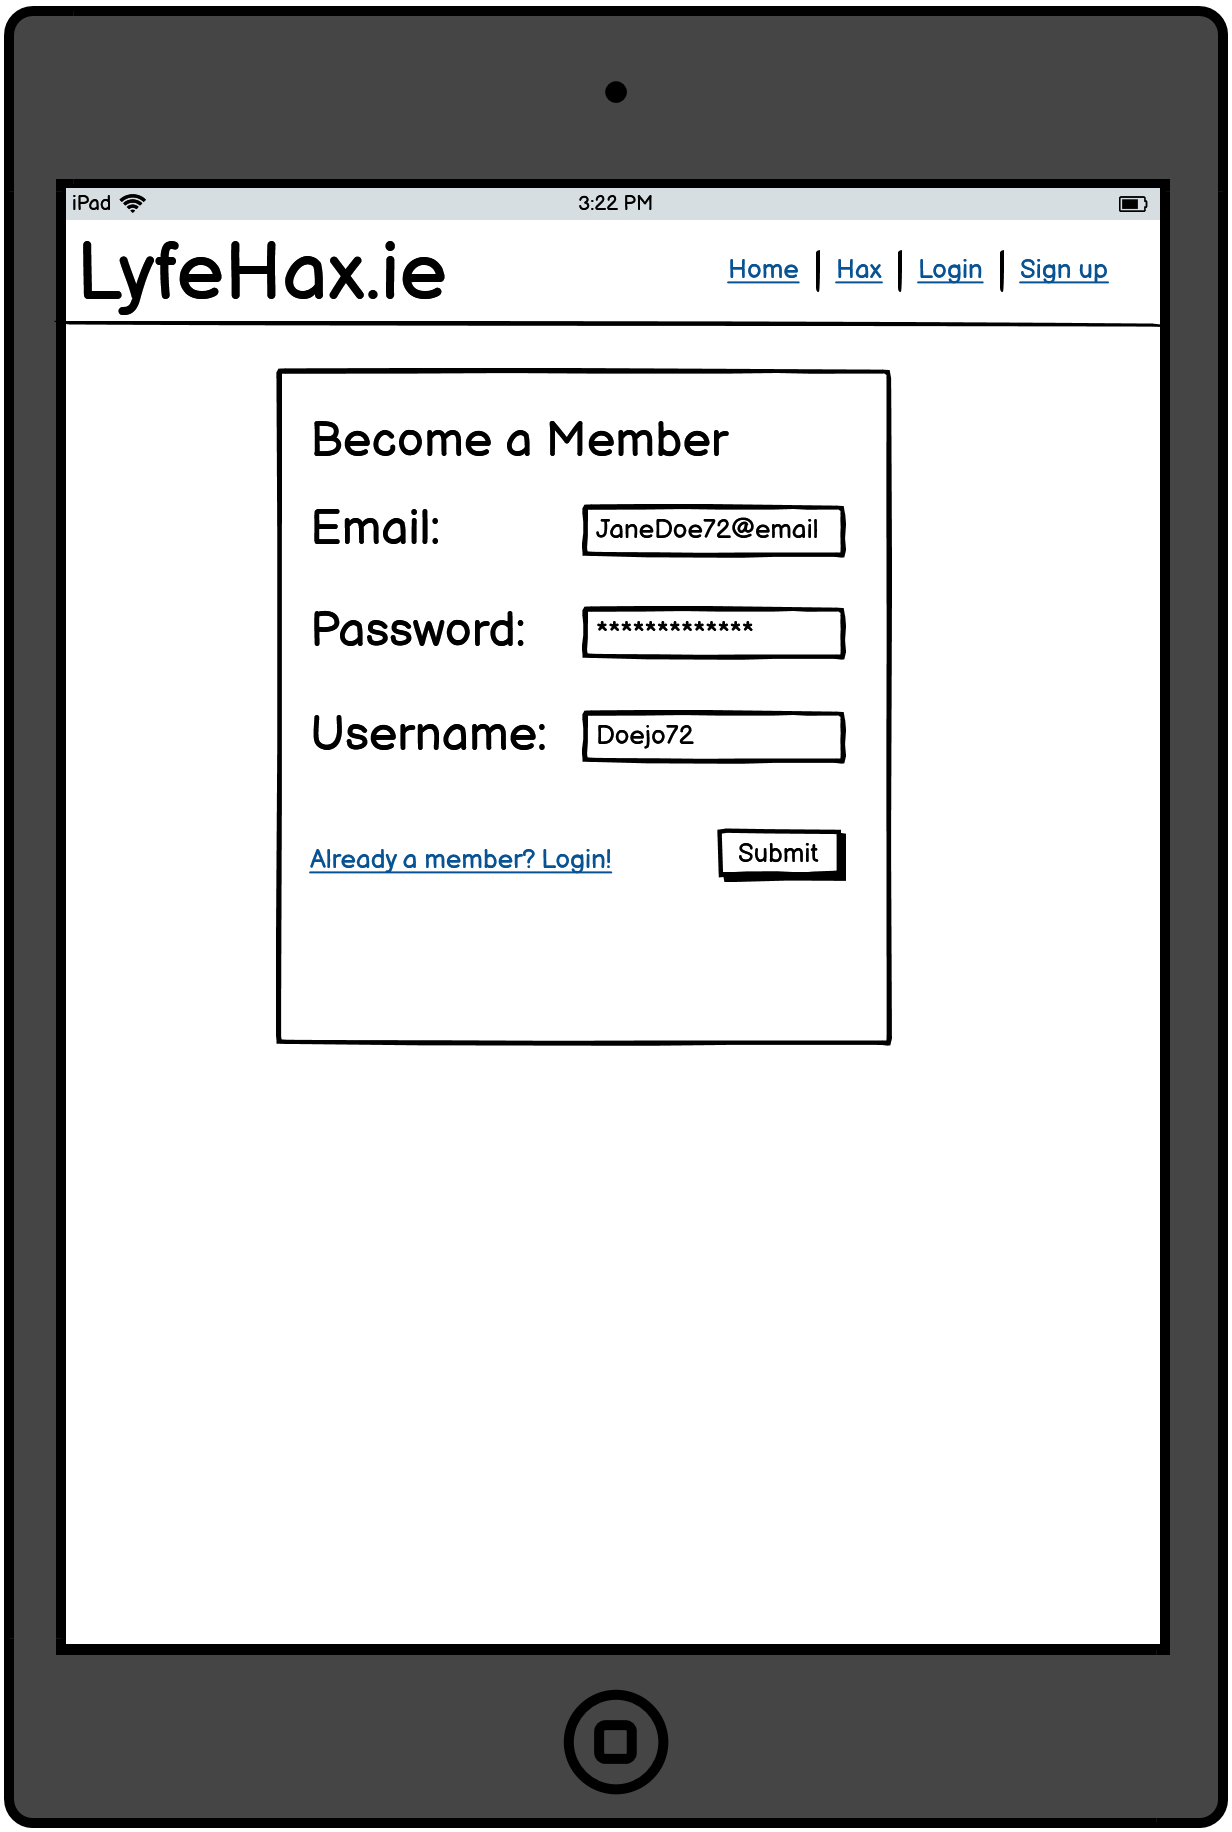 iPad 3:22 PM
LyfeHax.ie
Home | Hax | Login | Sign up
Become a Member
Email: JaneDoe72@email
Password: *************
Username: Doejo72
Already a member? Login! Submit